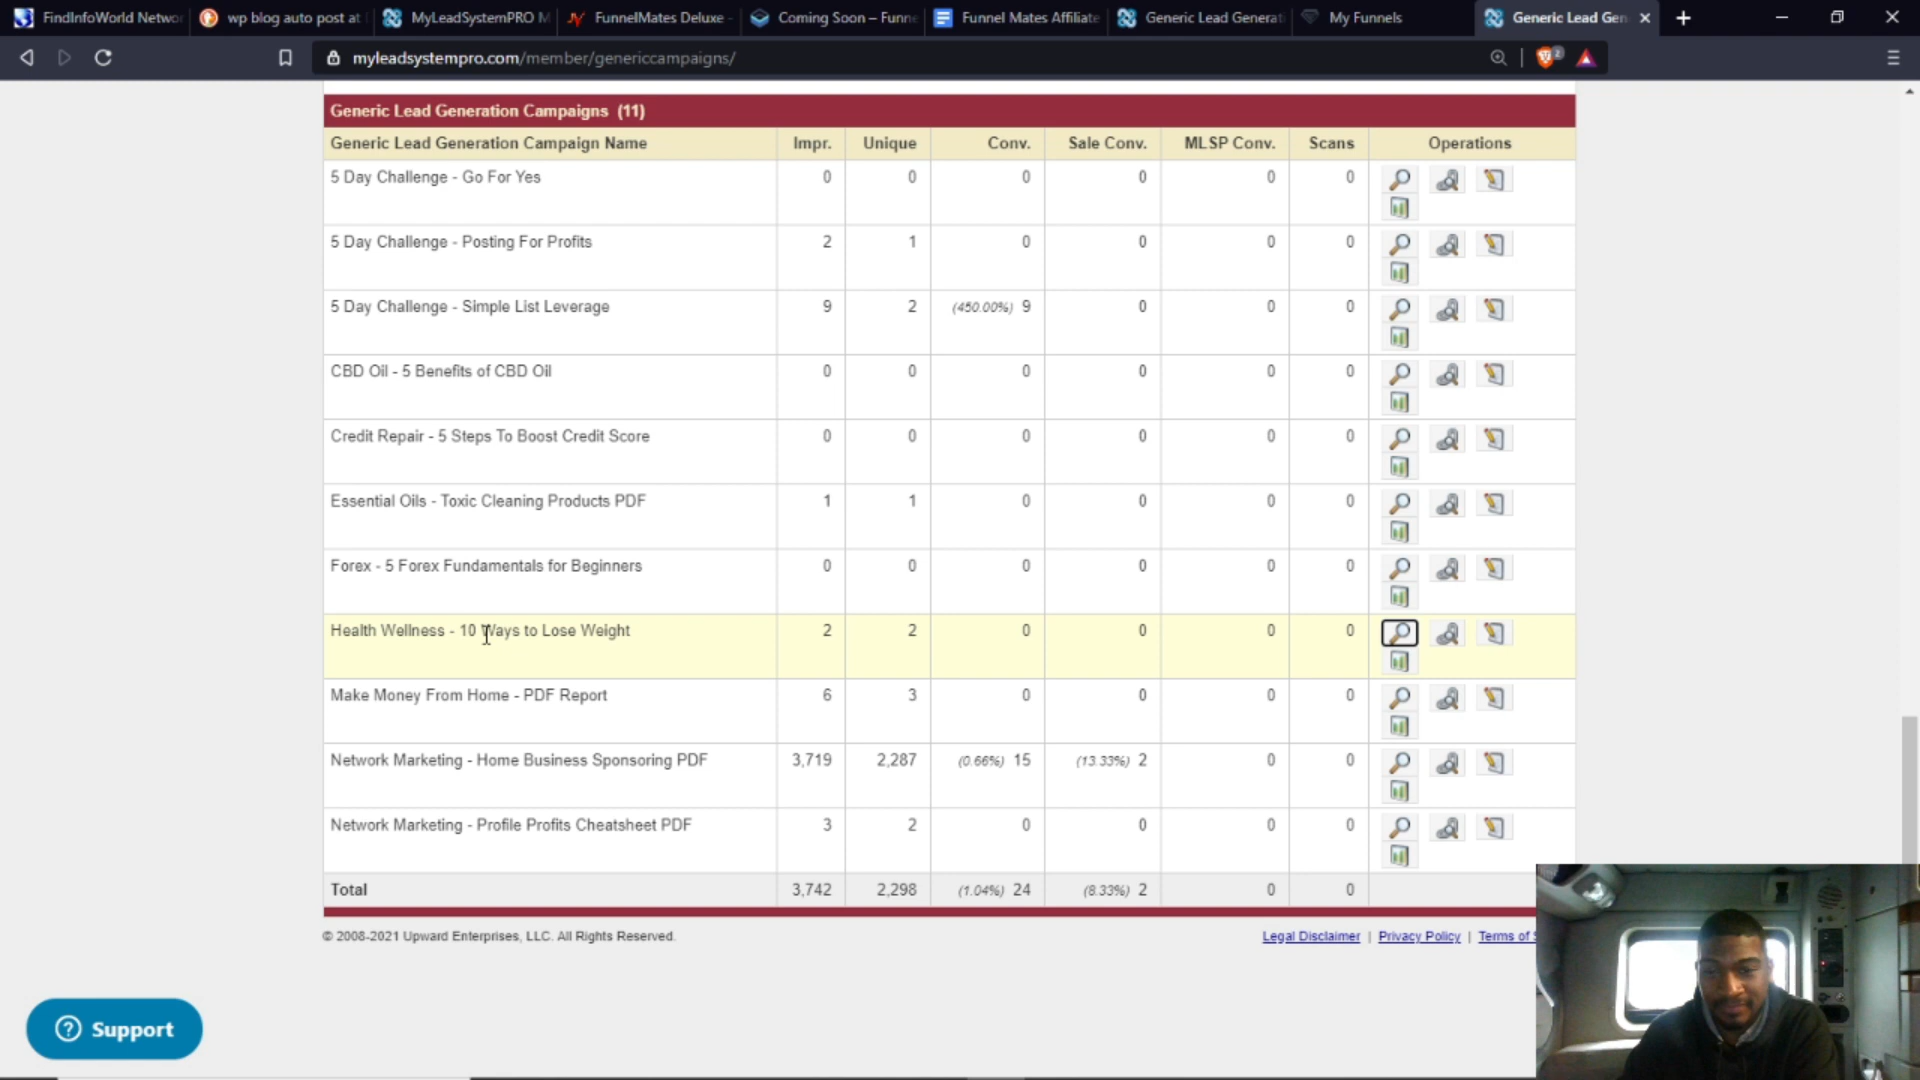 FindInfoWorld Netwo
wp blog auto post at
MyLeadSystemPRO M
FunnelMates Deluxe -
Coming Soon – Funne
Funnel Mates Affiliate
Generic Lead Generati
My Funnels
Generic Lead Gen
myleadsystempro.com/member/genericcampaigns/
Generic Lead Generation Campaigns (11)
Generic Lead Generation Campaign Name Impr. Unique Conv. Sale Conv. MLSP Conv. Scans Operations
5 Day Challenge - Go For Yes 0 0 0 0 0 0
5 Day Challenge - Posting For Profits 2 1 0 0 0 0
5 Day Challenge - Simple List Leverage 9 2 (450.00%) 9 0 0 0
CBD Oil - 5 Benefits of CBD Oil 0 0 0 0 0 0
Credit Repair - 5 Steps To Boost Credit Score 0 0 0 0 0 0
Essential Oils - Toxic Cleaning Products PDF 1 1 0 0 0 0
Forex - 5 Forex Fundamentals for Beginners 0 0 0 0 0 0
Health Wellness - 10 Ways to Lose Weight 2 2 0 0 0 0
Make Money From Home - PDF Report 6 3 0 0 0 0
Network Marketing - Home Business Sponsoring PDF 3,719 2,287 (0.66%) 15 (13.33%) 2 0 0
Network Marketing - Profile Profits Cheatsheet PDF 3 2 0 0 0 0
Total 3,742 2,298 (1.04%) 24 (8.33%) 2 0 0
© 2008-2021 Upward Enterprises, LLC. All Rights Reserved. Legal Disclaimer | Privacy Policy | Terms of
Support